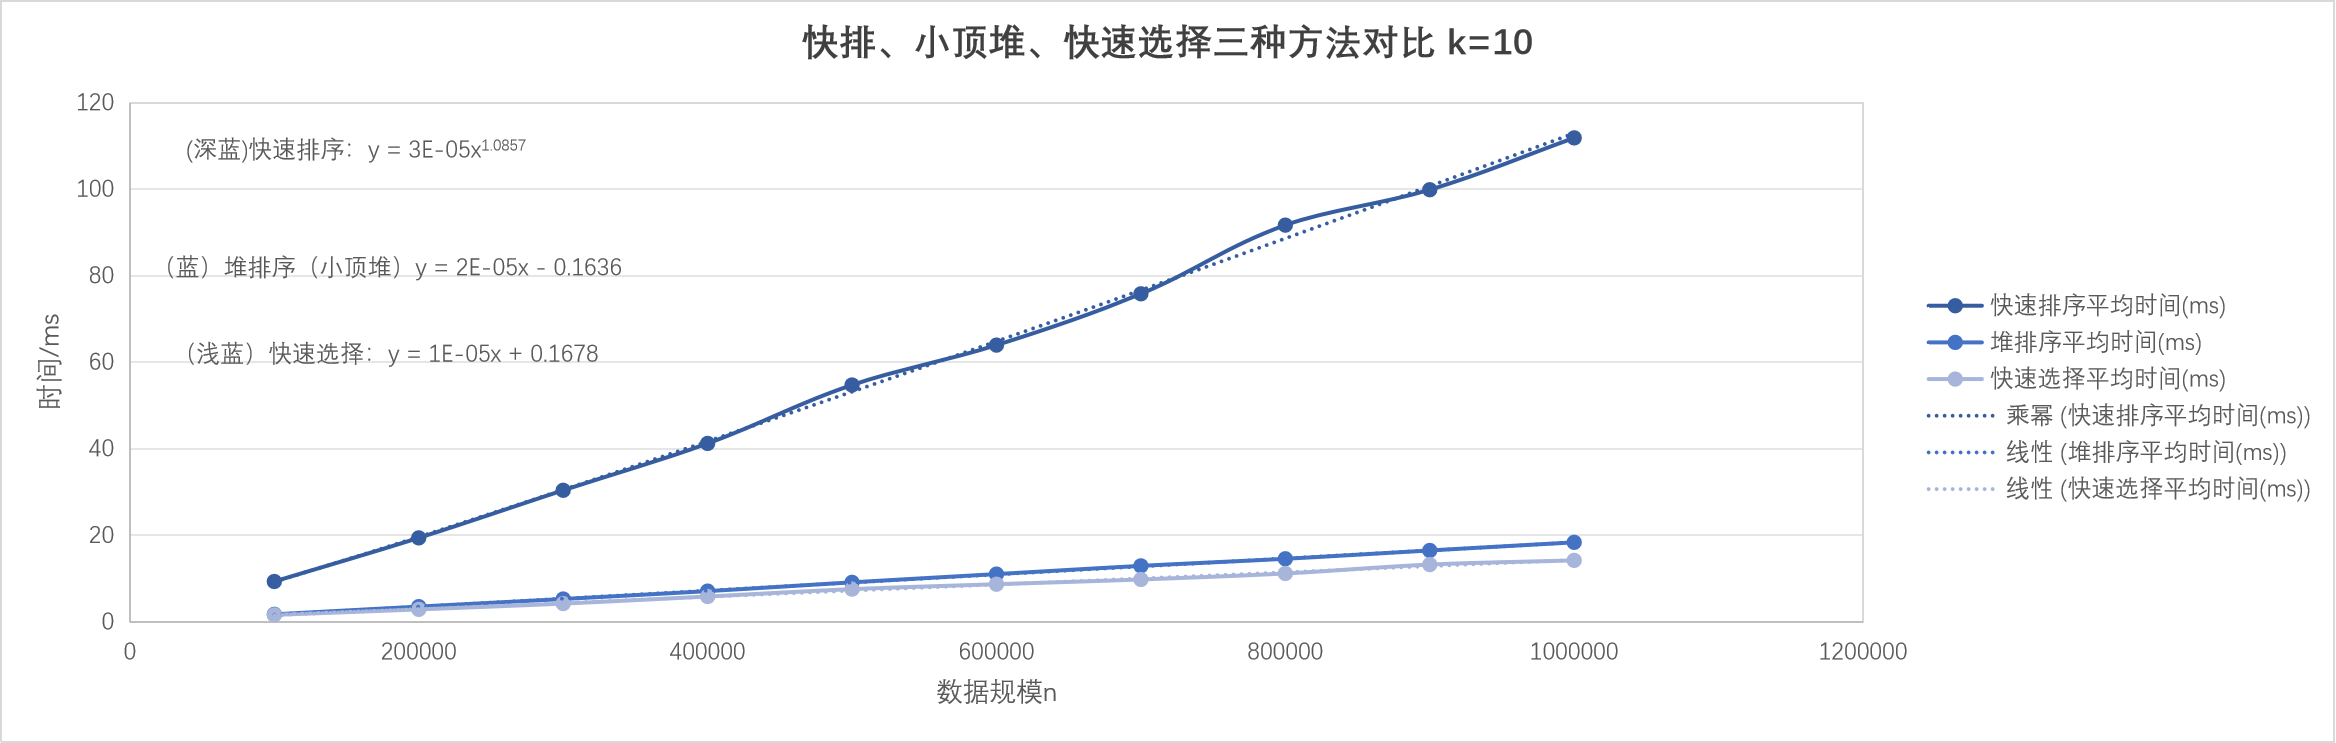 快排、小顶堆、快速选择三种方法对比 k=10
120
100
80
60
40
20
0
(深蓝)快速排序：y = 3E-05x^1.0857
（蓝）堆排序（小顶堆）y = 2E-05x - 0.1636
（浅蓝）快速选择：y = 1E-05x + 0.1678
时间/ms
0 200000 400000 600000 800000 1000000 1200000
数据规模n
快速排序平均时间(ms)
堆排序平均时间(ms)
快速选择平均时间(ms)
乘幂 (快速排序平均时间(ms))
线性 (堆排序平均时间(ms))
线性 (快速选择平均时间(ms))